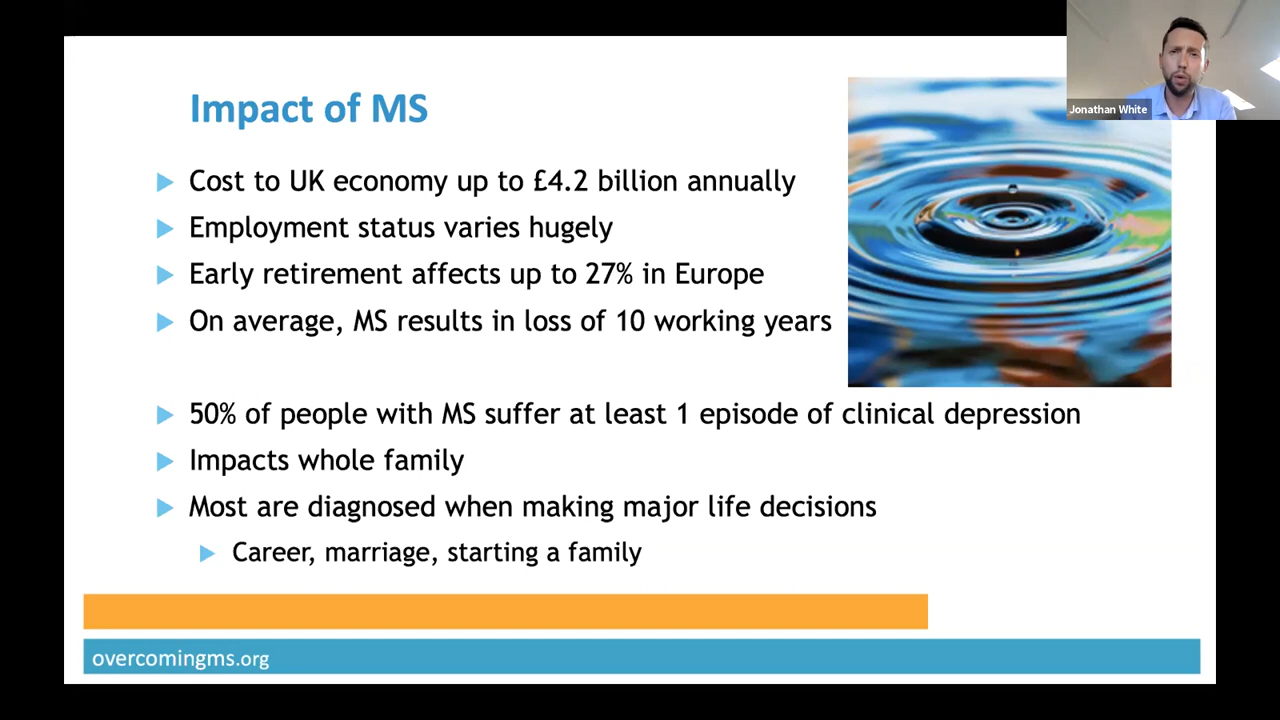 Jonathan White
Impact of MS
Cost to UK economy up to £4.2 billion annually
Employment status varies hugely
Early retirement affects up to 27% in Europe
On average, MS results in loss of 10 working years
50% of people with MS suffer at least 1 episode of clinical depression
Impacts whole family
Most are diagnosed when making major life decisions
Career, marriage, starting a family
overcomingms.org